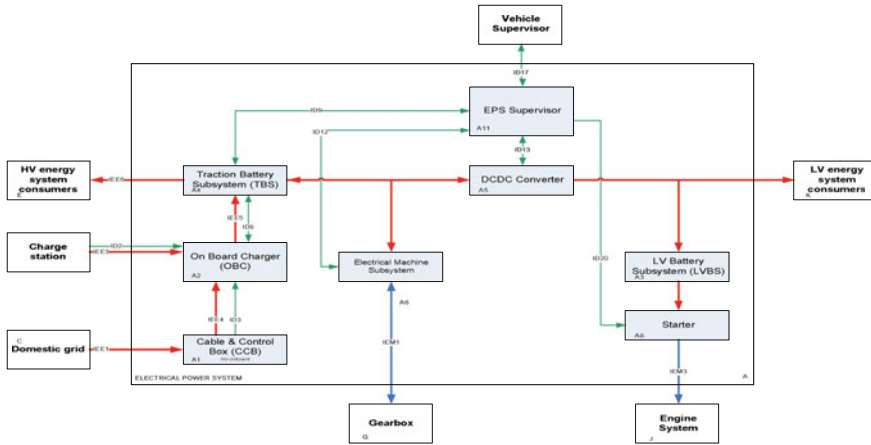 Vehicle
Supervisor
ID17
ID9
EPS Supervisor
A11
ID12
ID13
HV energy
system
consumers
E
IEE6
Traction Battery
Subsystem (TBS)
A4
DCDC Converter
A5
LV energy
system
consumers
K
IEE5
ID6
Charge
station
ID2
IEE3
On Board Charger
(OBC)
A2
Electrical Machine
Subsystem
A6
ID20
LV Battery
Subsystem (LVBS)
A3
IEE4
ID3
Starter
A8
C
Domestic grid
IEE1
Cable & Control
Box (CCB)
A1
IEM1
IEM3
ELECTRICAL POWER SYSTEM
A
Gearbox
G
Engine
System
J